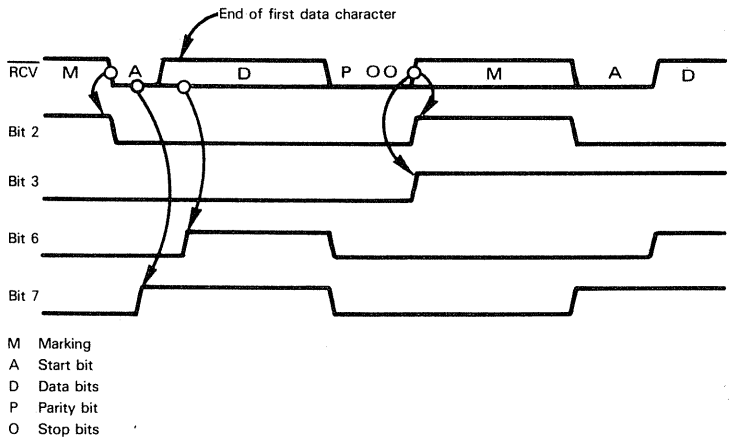 End of first data character
RCV M A D P O O M A D
Bit 2
Bit 3
Bit 6
Bit 7
M Marking
A Start bit
D Data bits
P Parity bit
O Stop bits